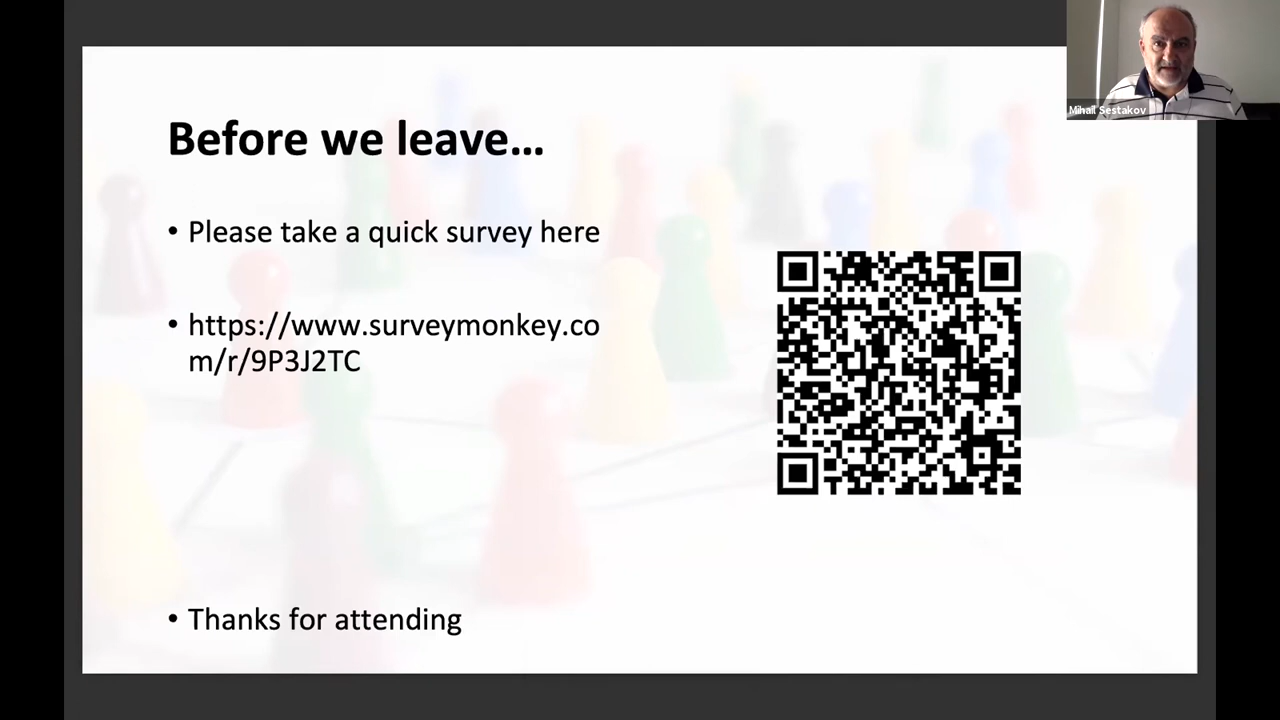 Mihail Sestakov
Before we leave...
• Please take a quick survey here
• https://www.surveymonkey.co
m/r/9P3J2TC
• Thanks for attending